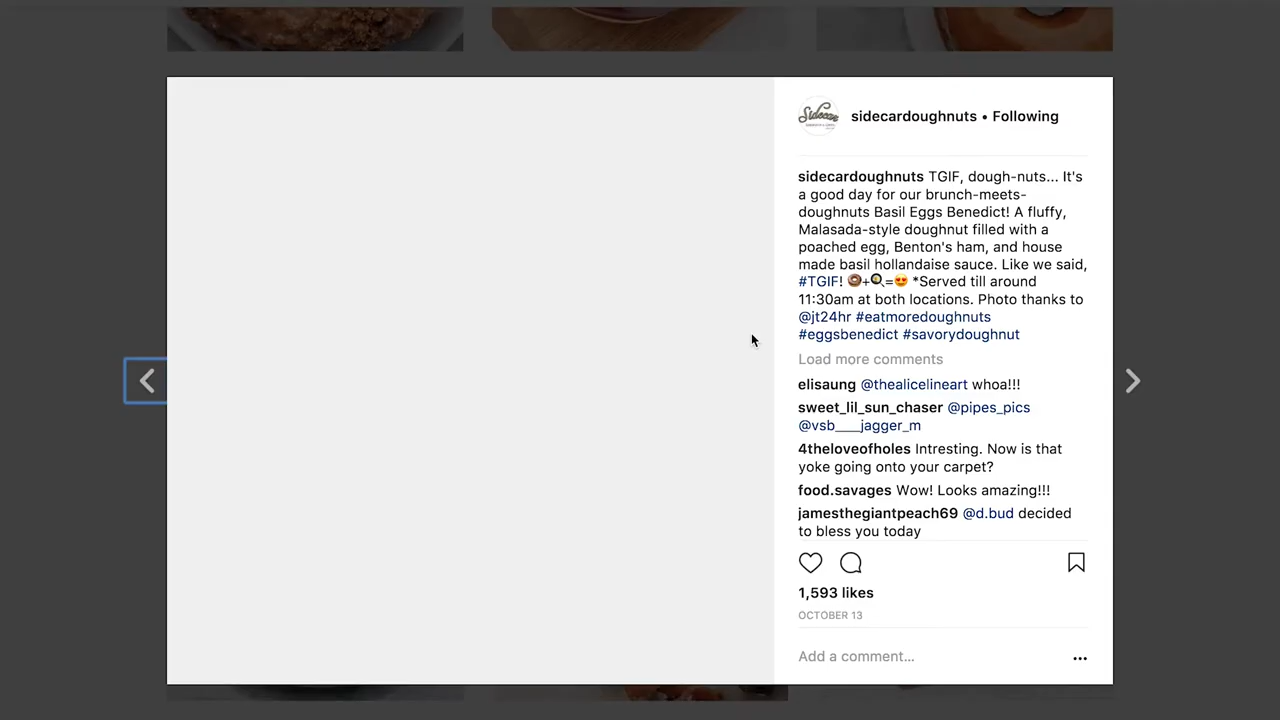 Sidecar
sidecardoughnuts • Following
sidecardoughnuts TGIF, dough-nuts... It's
a good day for our brunch-meets-
doughnuts Basil Eggs Benedict! A fluffy,
Malasada-style doughnut filled with a
poached egg, Benton's ham, and house
made basil hollandaise sauce. Like we said,
#TGIF! 🍩+🍳=😍 *Served till around
11:30am at both locations. Photo thanks to
@jt24hr #eatmoredoughnuts
#eggsbenedict #savorydoughnut
Load more comments
elisaung @thealicelineart whoa!!!
sweet_lil_sun_chaser @pipes_pics
@vsb___jagger_m
4theloveofholes Intresting. Now is that
yoke going onto your carpet?
food.savages Wow! Looks amazing!!!
jamesthegiantpeach69 @d.bud decided
to bless you today
1,593 likes
OCTOBER 13
Add a comment...